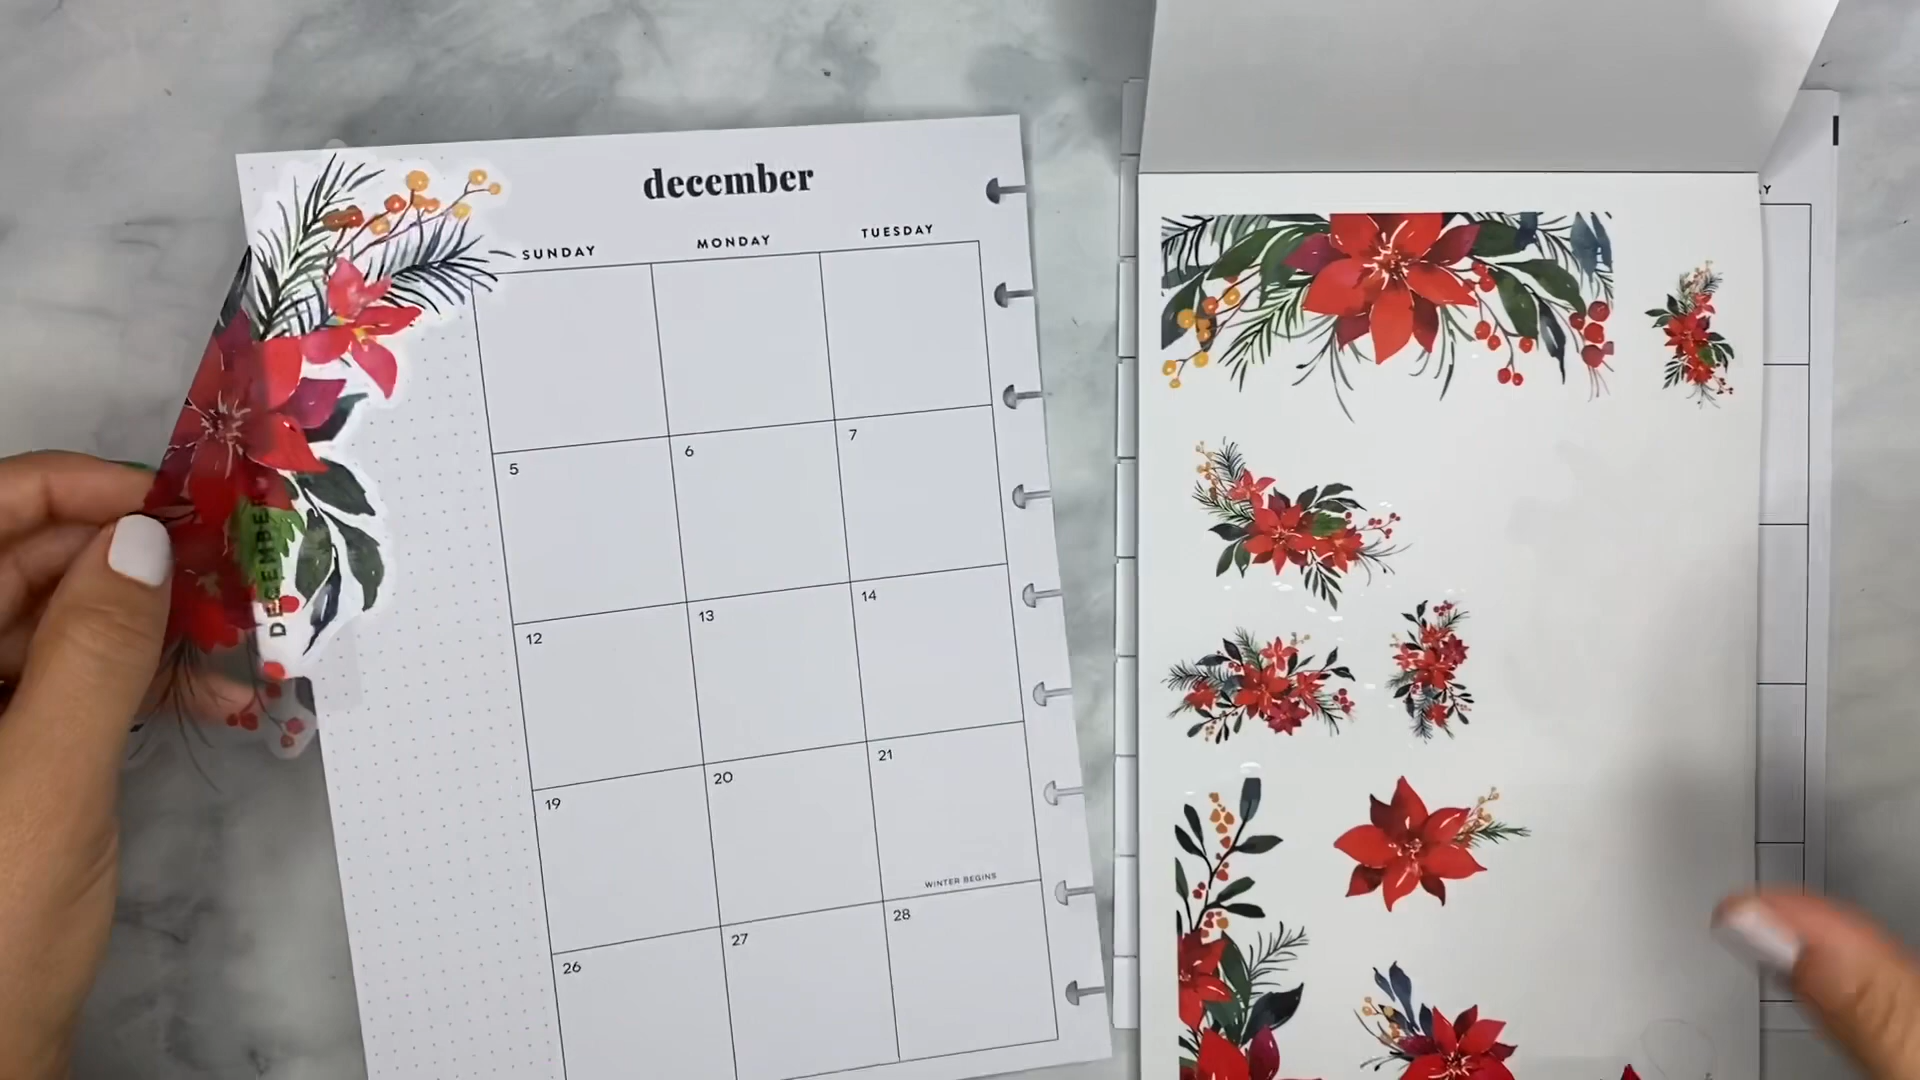 december
SUNDAY MONDAY TUESDAY
5 6 7
12 13 14
19 20 21
WINTER BEGINS
26 27 28
DECEMBER